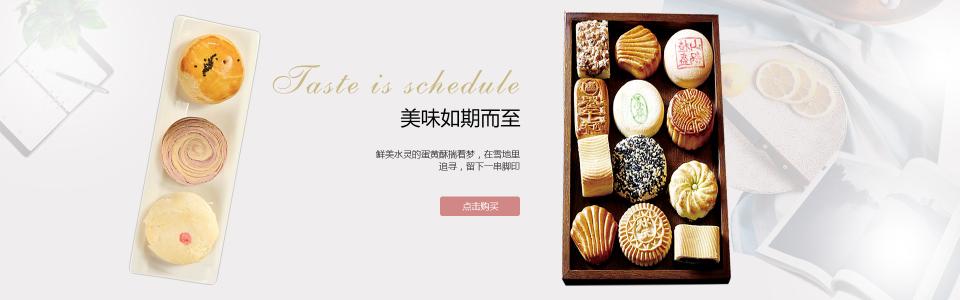 Taste is schedule
美味如期而至
鲜美水灵的蛋黄酥揣着梦，在雪地里
追寻，留下一串脚印
点击购买